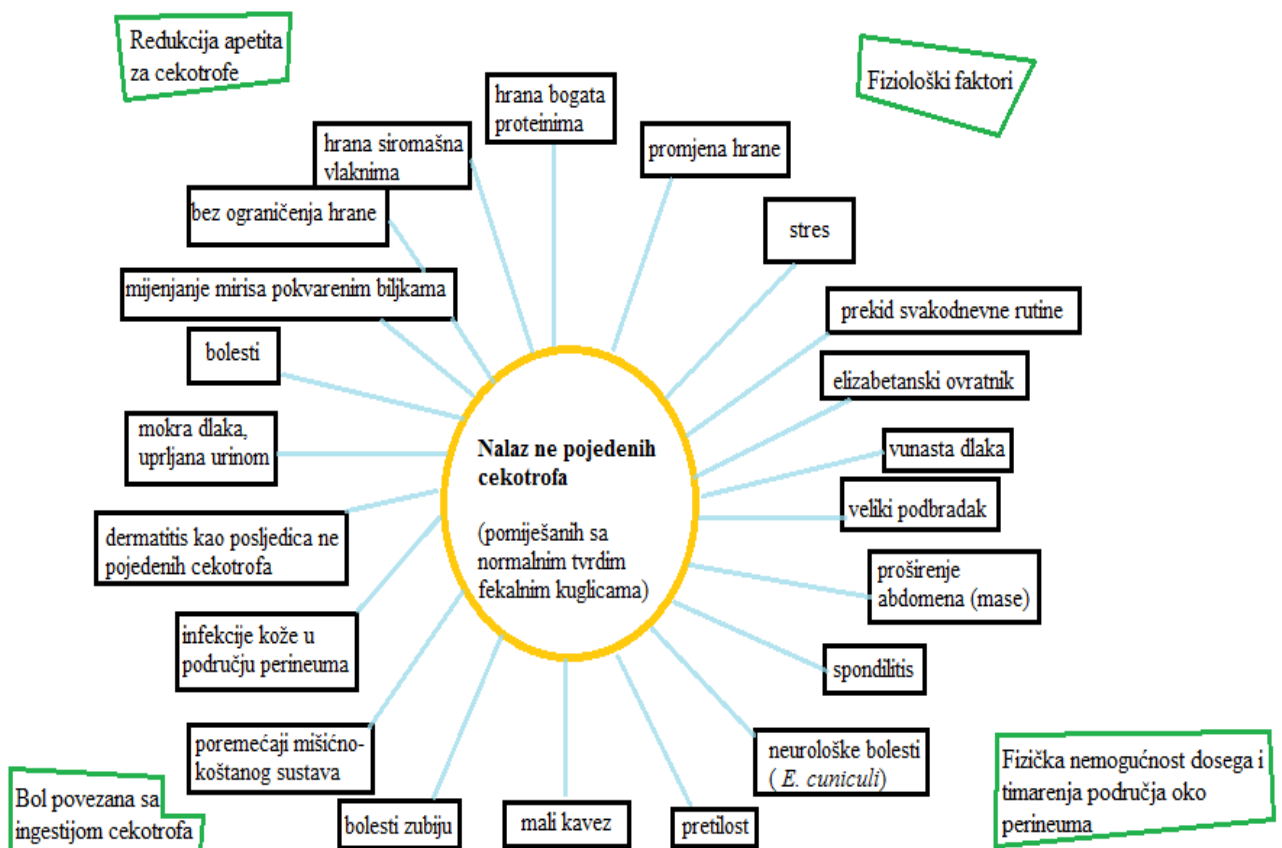 Redukcija apetita
za cekotrofe
Fiziološki faktori
hrana bogata
proteinima
promjena hrane
hrana siromašna
vlaknima
bez ograničenja hrane
stres
mijenjanje mirisa pokvarenim biljkama
prekid svakodnevne rutine
bolesti
elizabetanski ovratnik
mokra dlaka,
uprljana urinom
vunasta dlaka
Nalaz ne pojedenih
cekotrofa
(pomiješanih sa
normalnim tvrdim
fekalnim kuglicama)
veliki podbradak
dermatitis kao posljedica ne
pojedenih cekotrofa
proširenje
abdomena (mase)
infekcije kože u
području perineuma
spondilitis
poremećaji mišićno-
koštanog sustava
neurološke bolesti
( E. cuniculi)
Fizička nemogućnost dosega i
timarenja područja oko
perineuma
Bol povezana sa
ingestijom cekotrofa
bolesti zubiju
mali kavez
pretilost